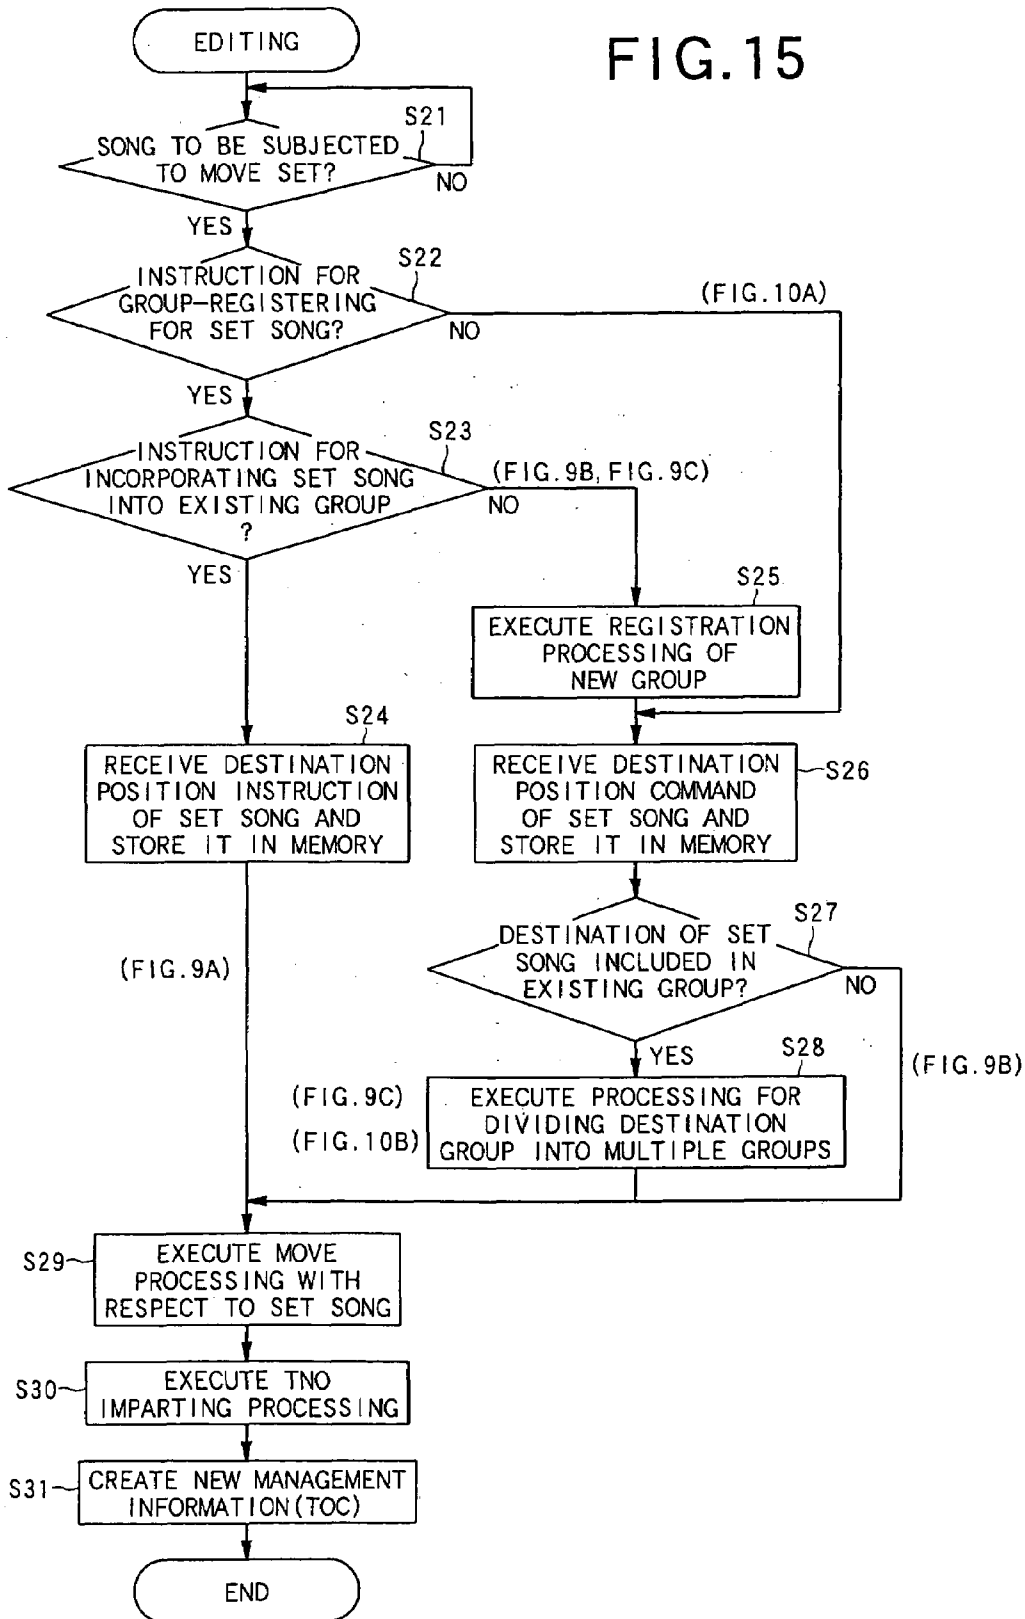 FIG.15
EDITING
S21
SONG TO BE SUBJECTED
TO MOVE SET?
NO
YES
S22
INSTRUCTION FOR
GROUP-REGISTERING
FOR SET SONG?
NO
(FIG.10A)
YES
S23
INSTRUCTION FOR
INCORPORATING SET SONG
INTO EXISTING GROUP
?
(FIG.9B, FIG.9C)
NO
YES
S25
EXECUTE REGISTRATION
PROCESSING OF
NEW GROUP
S24
RECEIVE DESTINATION
POSITION INSTRUCTION
OF SET SONG AND
STORE IT IN MEMORY
S26
RECEIVE DESTINATION
POSITION COMMAND
OF SET SONG AND
STORE IT IN MEMORY
(FIG.9A)
S27
DESTINATION OF SET
SONG INCLUDED IN
EXISTING GROUP?
NO
YES
(FIG.9B)
S28
(FIG.9C)
(FIG.10B)
EXECUTE PROCESSING FOR
DIVIDING DESTINATION
GROUP INTO MULTIPLE GROUPS
S29
EXECUTE MOVE
PROCESSING WITH
RESPECT TO SET SONG
S30
EXECUTE TNO
IMPARTING PROCESSING
S31
CREATE NEW MANAGEMENT
INFORMATION(TOC)
END